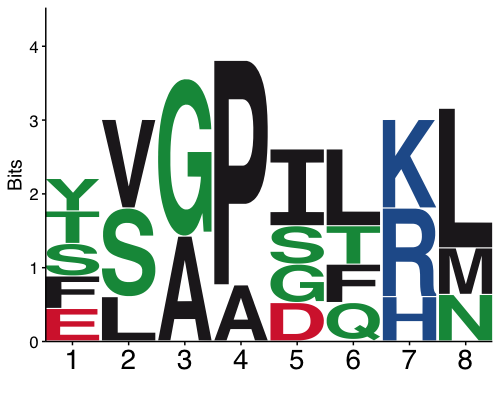 4
3
2
1
0
Bits
Y T S F E
V S L
G A
P A
I S G D
L T F Q
K R H
L M N
1 2 3 4 5 6 7 8